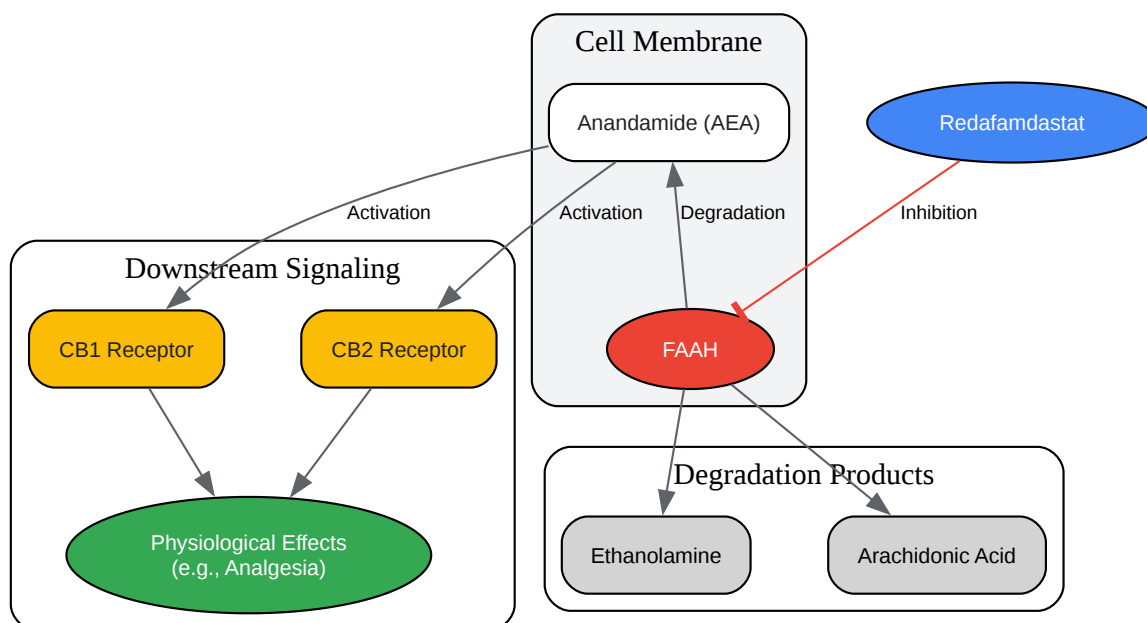 Cell Membrane
Anandamide (AEA)
Redafamdastat
Activation
Activation
Degradation
Inhibition
Downstream Signaling
CB1 Receptor
CB2 Receptor
FAAH
Degradation Products
Physiological Effects
(e.g., Analgesia)
Ethanolamine
Arachidonic Acid